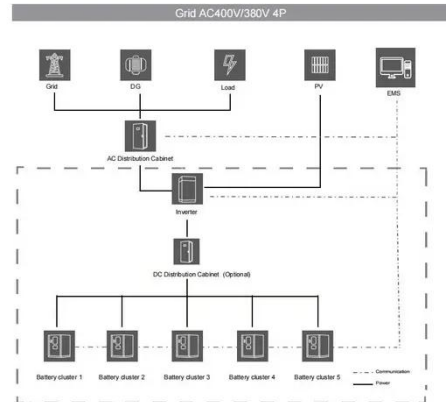 Grid AC400V/380V 4P
Grid
DG
Load
PV
EMS
AC Distribution Cabinet
Inverter
DC Distribution Cabinet (Optional)
Battery cluster 1
Battery cluster 2
Battery cluster 3
Battery cluster 4
Battery cluster 5
Communication
Power